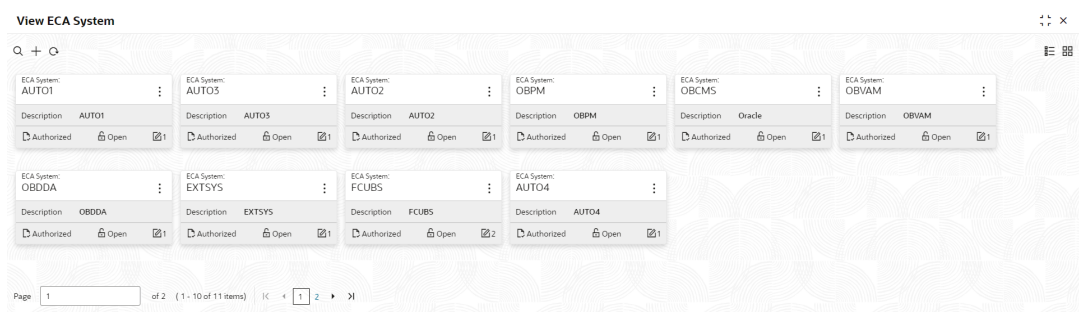 View ECA System
ECA System: ECA System: ECA System: ECA System: ECA System: ECA System:
AUTO1 AUTO3 AUTO2 OBPM OBCMS OBVAM
Description AUTO1 Description AUTO3 Description AUTO2 Description OBPM Description Oracle Description OBVAM
Authorized Open 1 Authorized Open 1 Authorized Open 1 Authorized Open 1 Authorized Open 1 Authorized Open 1
ECA System: ECA System: ECA System: ECA System:
OBDDA EXTSYS FCUBS AUTO4
Description OBDDA Description EXTSYS Description FCUBS Description AUTO4
Authorized Open 1 Authorized Open 1 Authorized Open 2 Authorized Open 1
Page 1 of 2 ( 1 - 10 of 11 items) 1 2